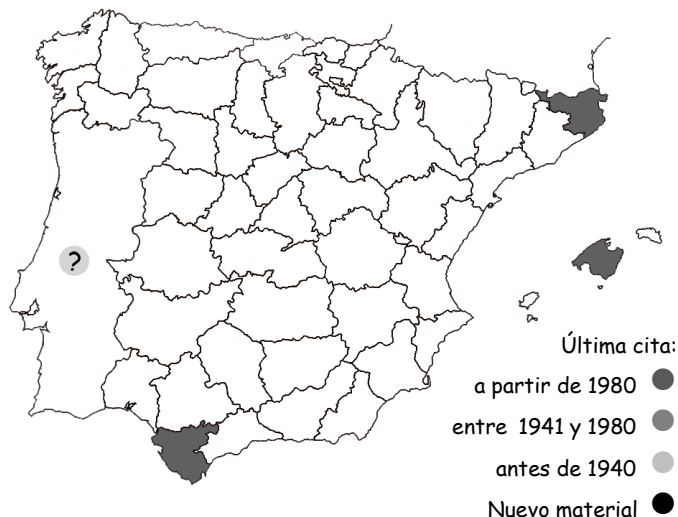 ?
Última cita:
a partir de 1980
entre 1941 y 1980
antes de 1940
Nuevo material